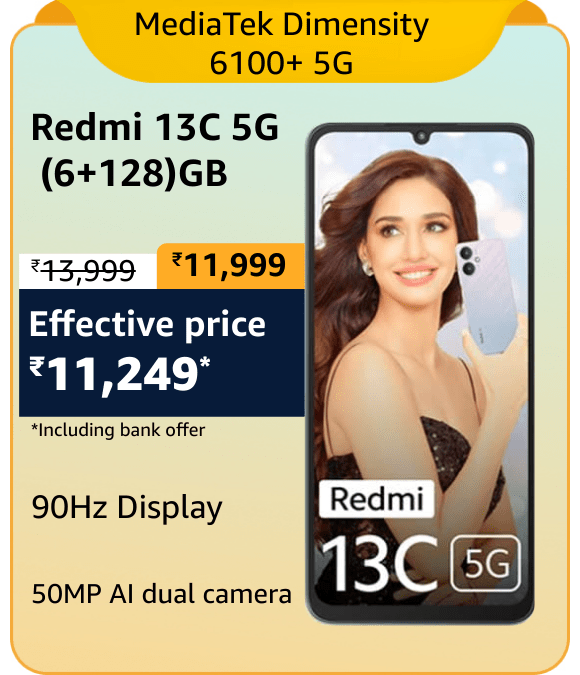 MediaTek Dimensity
6100+ 5G
Redmi 13C 5G
(6+128)GB
₹13,999 ₹11,999
Effective price
₹11,249*
*Including bank offer
90Hz Display
50MP AI dual camera
Redmi
13C 5G